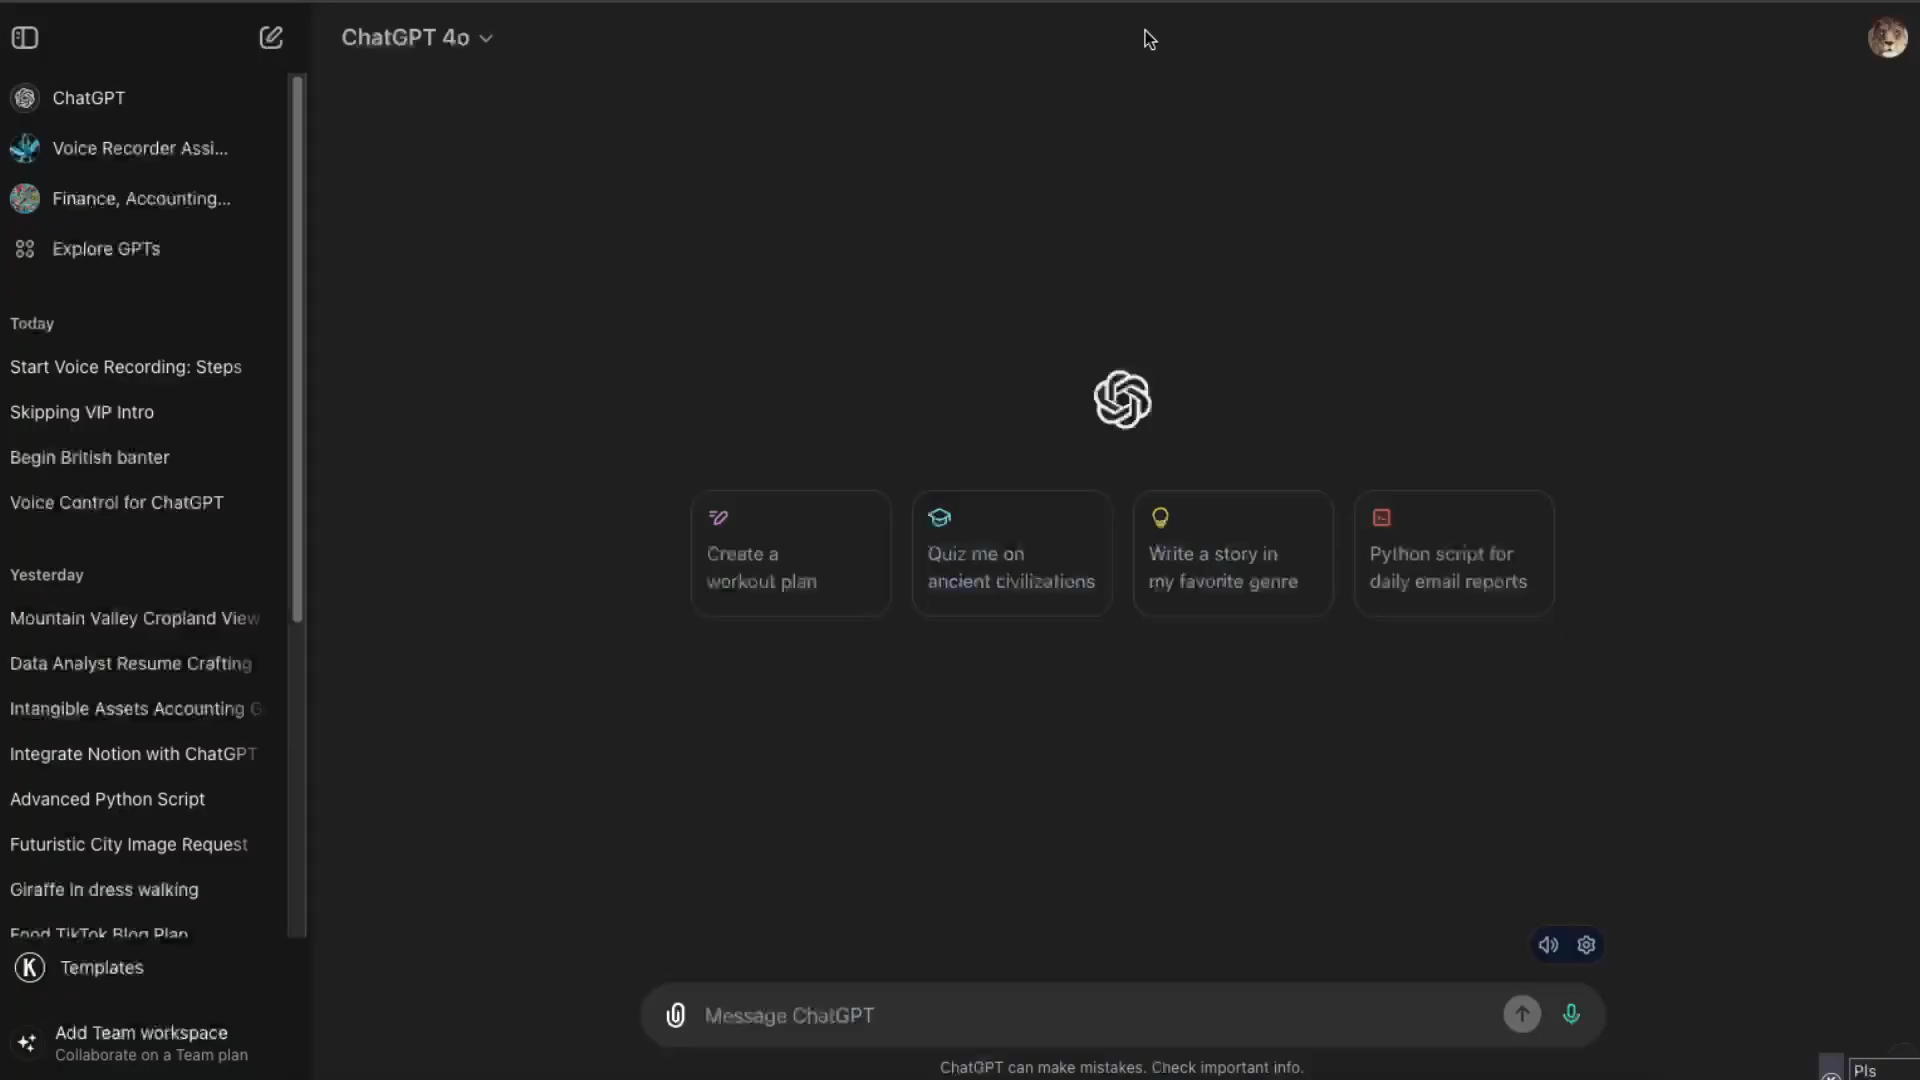 ChatGPT 4o
ChatGPT
Voice Recorder Assi...
Finance, Accounting...
Explore GPTs
Today
Start Voice Recording: Steps
Skipping VIP Intro
Begin British banter
Voice Control for ChatGPT
Yesterday
Mountain Valley Cropland View
Data Analyst Resume Crafting
Intangible Assets Accounting G
Integrate Notion with ChatGPT
Advanced Python Script
Futuristic City Image Request
Giraffe in dress walking
Food TikTok Blog Plan
K Templates
Add Team workspace
Collaborate on a Team plan
Create a
workout plan
Quiz me on
ancient civilizations
Write a story in
my favorite genre
Python script for
daily email reports
Message ChatGPT
ChatGPT can make mistakes. Check important info.
Pls